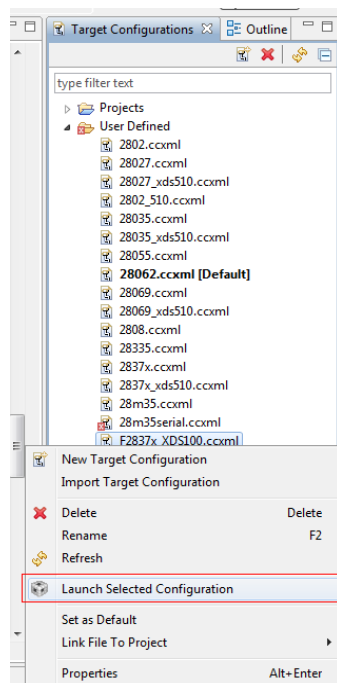 Target Configurations Outline
type filter text
Projects
User Defined
2802.ccxml
28027.ccxml
28027_xds510.ccxml
2802_510.ccxml
28035.ccxml
28035_xds510.ccxml
28055.ccxml
28062.ccxml [Default]
28069.ccxml
28069_xds510.ccxml
2808.ccxml
28335.ccxml
2837x.ccxml
2837x_xds510.ccxml
28m35.ccxml
28m35serial.ccxml
F2837x_XDS100.ccxml
New Target Configuration
Import Target Configuration
Delete Delete
Rename F2
Refresh
Launch Selected Configuration
Set as Default
Link File To Project
Properties Alt+Enter